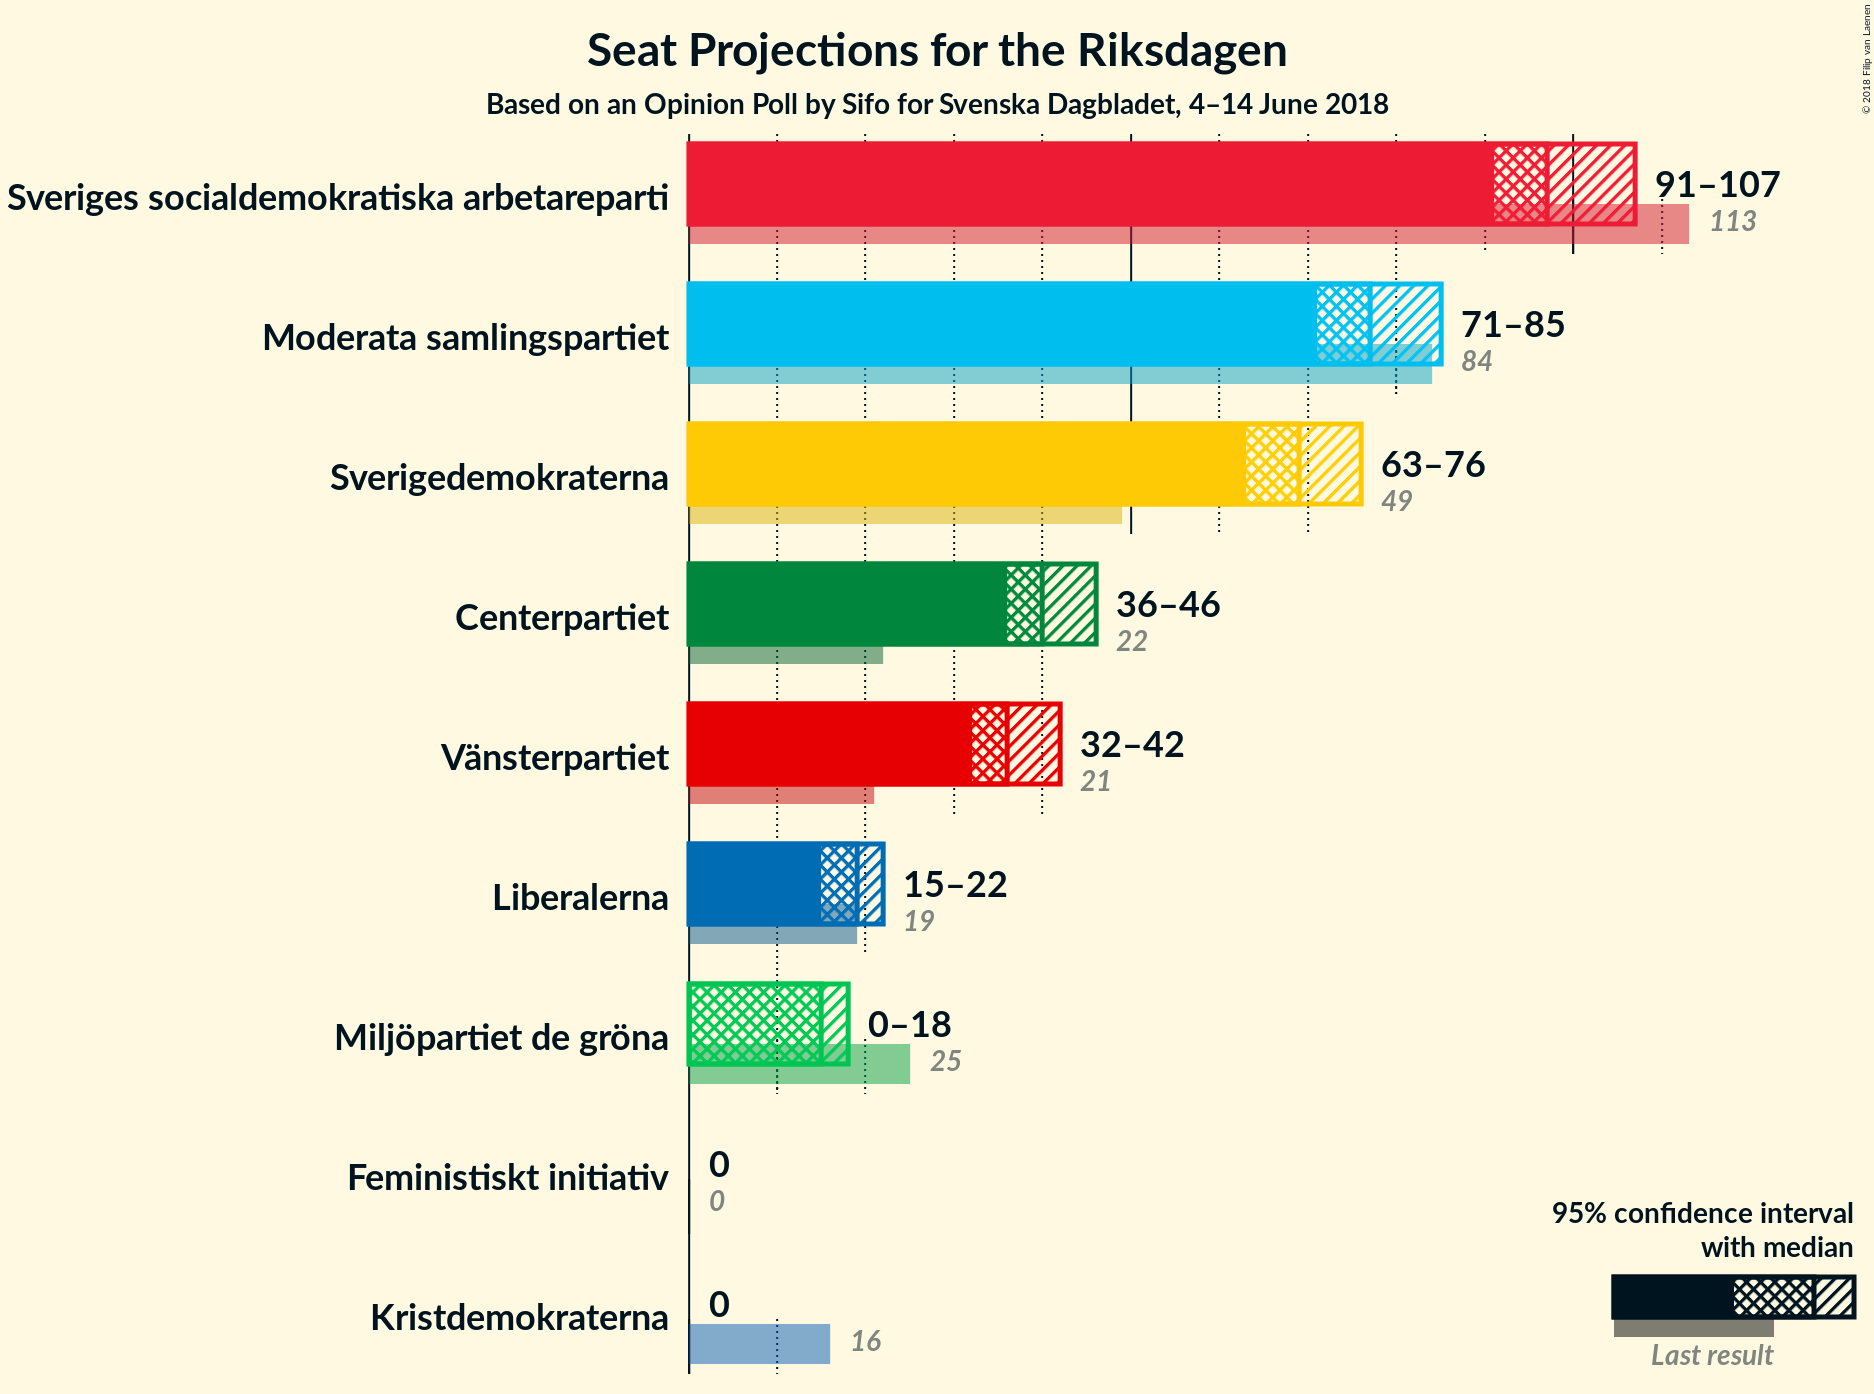 Seat Projections for the Riksdagen
Based on an Opinion Poll by Sifo for Svenska Dagbladet, 4–14 June 2018
© 2018 Filip van Laenen
Sveriges socialdemokratiska arbetareparti
91–107
113
Moderata samlingspartiet
71–85
84
Sverigedemokraterna
63–76
49
Centerpartiet
36–46
22
Vänsterpartiet
32–42
21
Liberalerna
15–22
19
Miljöpartiet de gröna
0–18
25
Feministiskt initiativ
0
0
Kristdemokraterna
0
16
95% confidence interval
with median
Last result